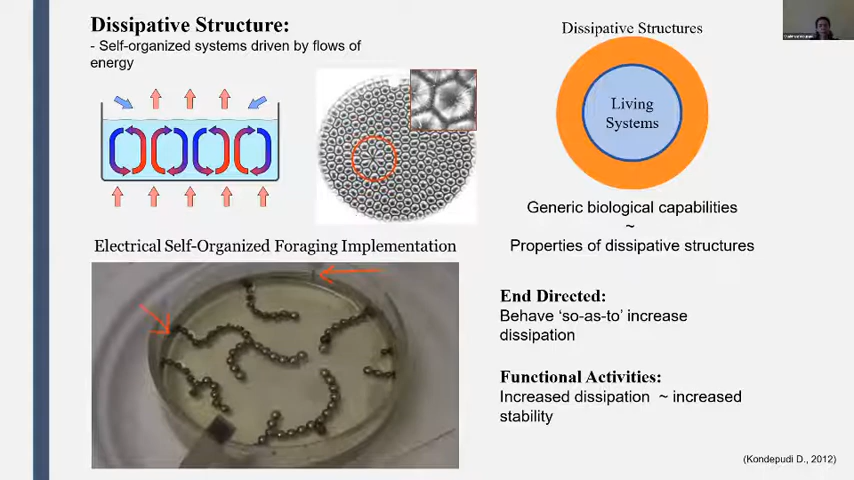 Dissipative Structure:
- Self-organized systems driven by flows of
energy
Electrical Self-Organized Foraging Implementation
Dissipative Structures
Living
Systems
Generic biological capabilities
~
Properties of dissipative structures
End Directed:
Behave ‘so-as-to’ increase
dissipation
Functional Activities:
Increased dissipation ~ increased
stability
(Kondepudi D., 2012)